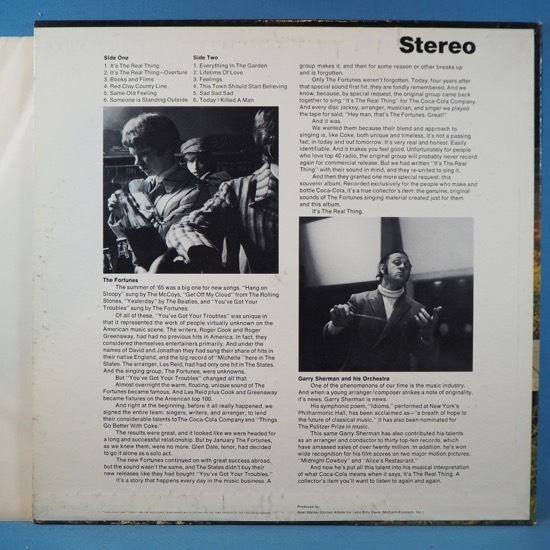 Stereo
Side One
1. It's The Real Thing
2. It's The Real Thing—Overture
3. Books and Films
4. Red Clay County Line
5. Same Old Feeling
6. Someone is Standing Outside
Side Two
1. Everything In The Garden
2. Lifetime Of Love
3. Feelings
4. This Town Should Start Believing
5. Sad Sad Sad
6. Today I Killed A Man
The Fortunes
The summer of '65 was a big one for new songs. "Hang on
Sloopy" sung by The McCoys, "Get Off My Cloud" from The Rolling
Stones, "Yesterday" by The Beatles, and "You've Got Your
Troubles" sung by The Fortunes.
Of all of these, "You've Got Your Troubles" was unique in
that it represented the work of people virtually unknown on the
American music scene. The writers, Roger Cook and Roger
Greenaway, had had no previous hits in America. In fact, they
considered themselves entertainers primarily. And under the
names of David and Jonathan they had sung their share of hits in
their native England, and the big record of "Michelle" here in The
States. The arranger, Les Reid, had had only one hit in The States.
And the singing group, The Fortunes, were unknowns.
But "You've Got Your Troubles" changed all that.
Almost overnight the warm, floating, unique sound of The
Fortunes became famous. And Les Reid plus Cook and Greenaway
became fixtures on the American top 100.
And right at the beginning, before it all really happened, we
signed the entire team: singers, writers, and arranger, to lend
their considerable talents to The Coca-Cola Company and "Things
Go Better With Coke."
The results were great, and it looked like we were headed for
a long and successful relationship. But by January The Fortunes,
as we knew them, were no more. Glen Dale, tenor, had decided
to go it alone as a solo act.
The new Fortunes continued on with great success abroad,
but the sound wasn't the same, and The States didn't buy their
new releases like they had bought "You've Got Your Troubles."
It's a story that happens every day in the music business. A
group makes it, and then for some reason or other breaks up
and is forgotten.
Only The Fortunes weren't forgotten. Today, four years after
that special sound first hit, they are fondly remembered. And we
know, because, by special request, the original group came back
together to sing "It's The Real Thing" for The Coca-Cola Company.
And every disc jockey, arranger, musician, and singer we played
the tape for said, "Hey man, that's The Fortunes, Great!"
And it was.
We wanted them because their blend and approach to
singing is, like Coke, both unique and timeless. It's not a passing
fad; in today and out tomorrow. It's very real and honest. Easily
identifiable. And it makes you feel good. Unfortunately for people
who love top 40 radio, the original group will probably never record
again for commercial release. But we had written "It's The Real
Thing" with their sound in mind, and they re-united to sing it.
And then they granted one more special request: this
souvenir album. Recorded exclusively for the people who make and
bottle Coca-Cola, it's a true collector's item: the genuine, original
sounds of The Fortunes singing material created just for them
and this album.
It's The Real Thing.
Garry Sherman and his Orchestra
One of the phenomenons of our time is the music industry.
And when a young arranger/composer strikes a note of originality,
it's news. Garry Sherman is news.
His symphonic poem, "Idioms," performed at New York's
Philharmonic Hall, has been acclaimed as—"a breath of hope to
the future of classical music." It has also been nominated for
The Pulitzer Prize in music.
This same Garry Sherman has also contributed his talents
as an arranger and conductor to thirty top-ten records, which
have amassed sales of over twenty million. In addition, he's won
wide recognition for his film scores on two major motion pictures,
"Midnight Cowboy" and "Alice's Restaurant."
And now he's put all this talent into his musical interpretation
of what Coca-Cola means when it says, It's The Real Thing. A
collector's item you'll want to listen to again and again.
Produced by: